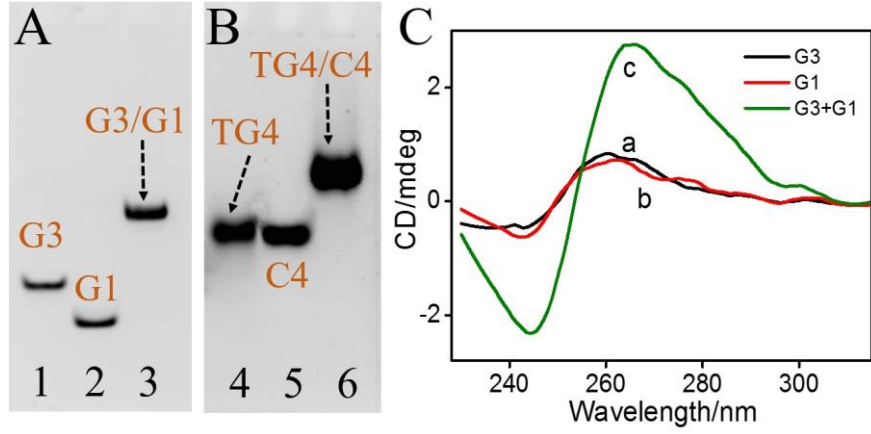 A
G3/G1
G3
G1
1 2 3
B
TG4/C4
TG4
C4
4 5 6
C
G3
G1
G3+G1
c
a
b
CD/mdeg
2
0
-2
240 260 280 300
Wavelength/nm